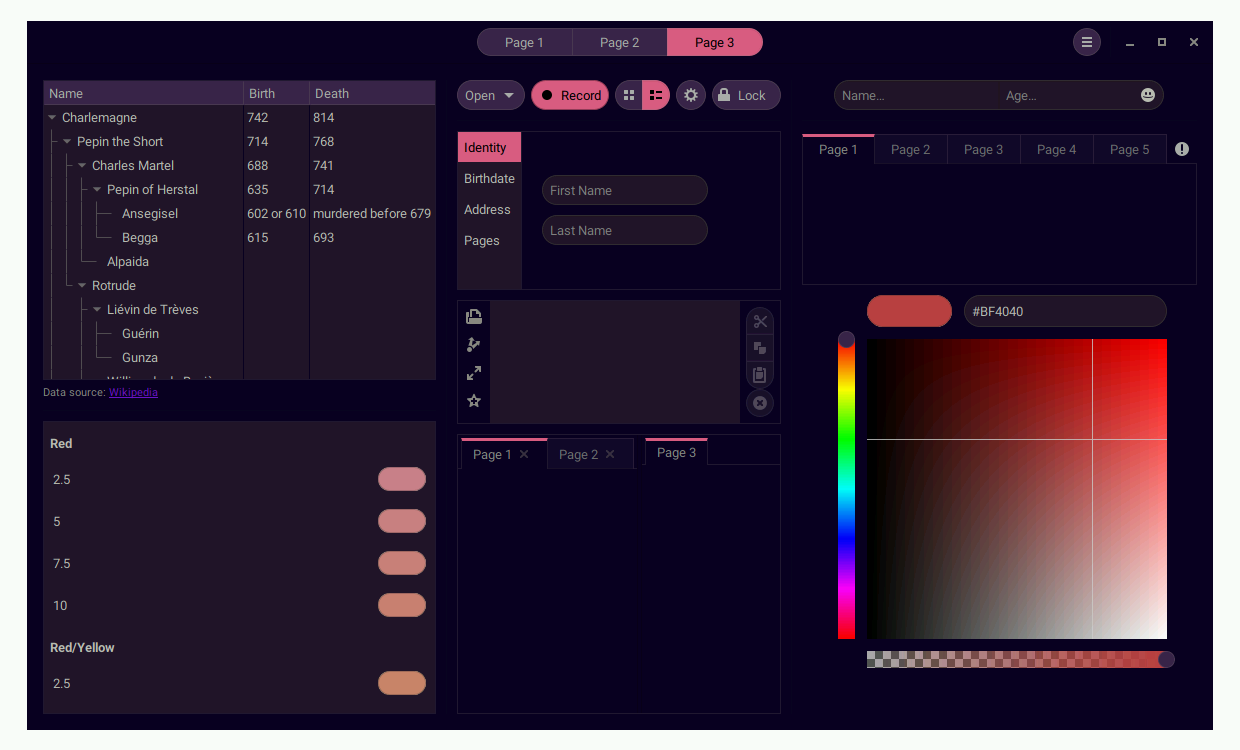 Page 1 Page 2 Page 3
Name Birth Death
Charlemagne 742 814
Pepin the Short 714 768
Charles Martel 688 741
Pepin of Herstal 635 714
Ansegisel 602 or 610 murdered before 679
Begga 615 693
Alpaida
Rotrude
Liévin de Trèves
Guérin
Gunza
Data source: Wikipedia
Red
2.5
5
7.5
10
Red/Yellow
2.5
Open Record Lock
Identity
Birthdate
Address
Pages
First Name
Last Name
Page 1 Page 2 Page 3
Name... Age...
Page 1 Page 2 Page 3 Page 4 Page 5
#BF4040